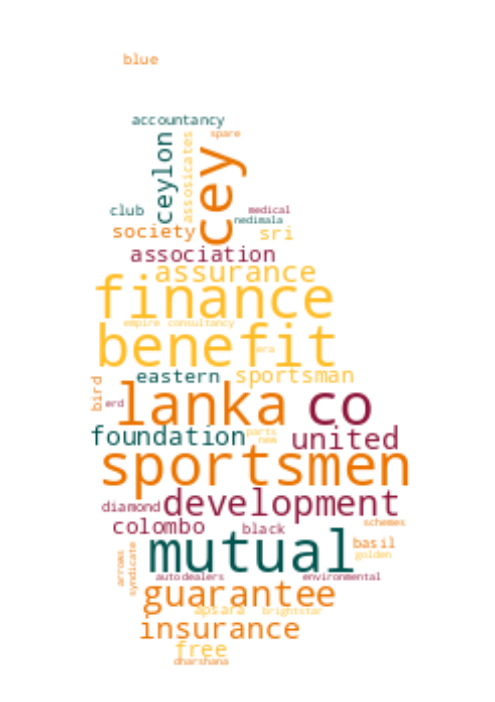 blue
accountancy
spare
ceylon
assosicates
cey
club
medical
nedimala
society
sri
association
assurance
finance
empire
consultancy
benefit
era
eastern
sportsman
bird
erd
lanka
co
foundation
parts
new
united
sportsmen
diamond
development
schemes
colombo
black
mutual
basil
golden
arrows
syndicate
autodealers
environmental
guarantee
apsara
brightstar
insurance
free
dharshana